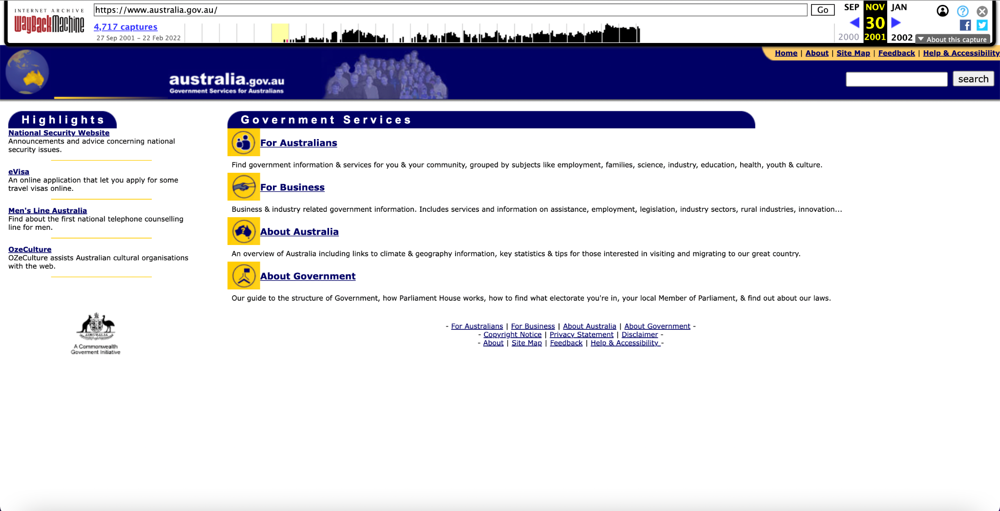 INTERNET ARCHIVE
WayBackMachine
https://www.australia.gov.au/
Go
4,717 captures
27 Sep 2001 – 22 Feb 2022
SEP NOV JAN
30
2000 2001 2002
?
f
About this capture
Home | About | Site Map | Feedback | Help & Accessibility
australia.gov.au
Government Services for Australians
search
Highlights
National Security Website
Announcements and advice concerning national
security issues.
eVisa
An online application that let you apply for some
travel visas online.
Men's Line Australia
Find about the first national telephone counselling
line for men.
OzeCulture
OZeCulture assists Australian cultural organisations
with the web.
AUSTRALIA
A Commonwealth
Goverment Initiative
Government Services
For Australians
Find government information & services for you & your community, grouped by subjects like employment, families, science, industry, education, health, youth & culture.
For Business
Business & industry related government information. Includes services and information on assistance, employment, legislation, industry sectors, rural industries, innovation...
?
About Australia
An overview of Australia including links to climate & geography information, key statistics & tips for those interested in visiting and migrating to our great country.
About Government
Our guide to the structure of Government, how Parliament House works, how to find what electorate you're in, your local Member of Parliament, & find out about our laws.
- For Australians | For Business | About Australia | About Government -
- Copyright Notice | Privacy Statement | Disclaimer -
- About | Site Map | Feedback | Help & Accessibility -